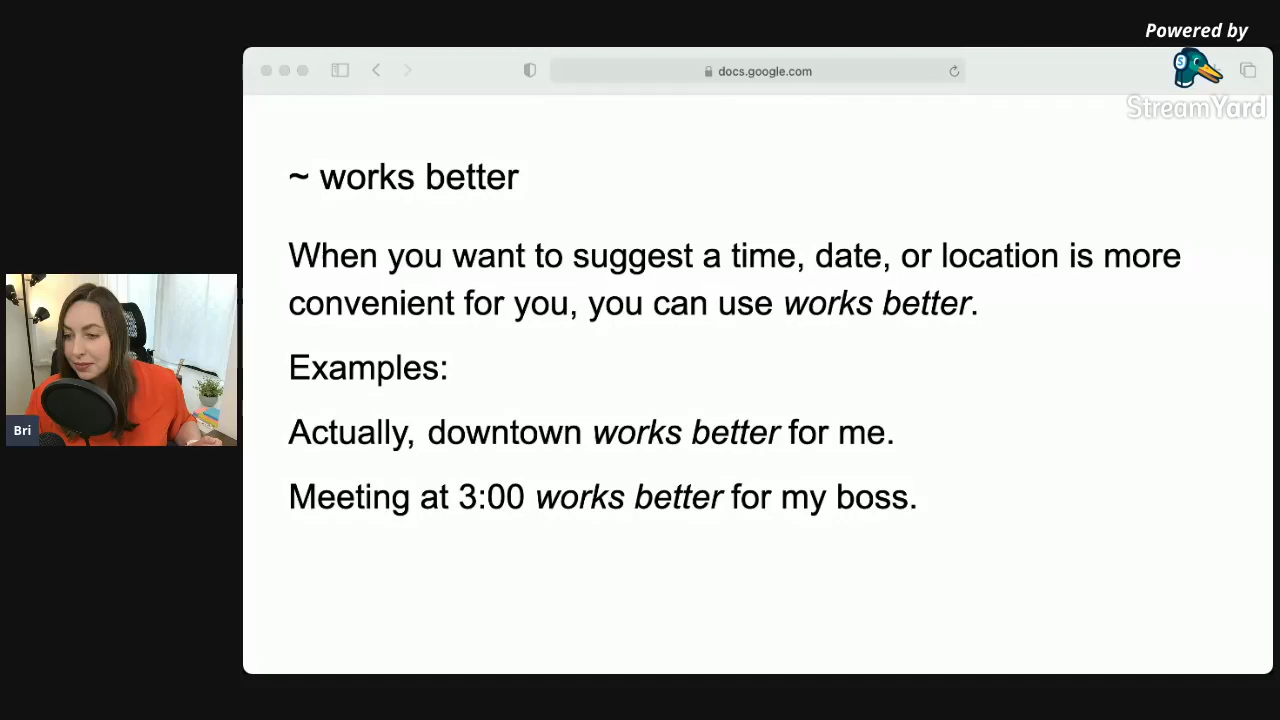 Powered by
docs.google.com
StreamYard
~ works better
When you want to suggest a time, date, or location is more
convenient for you, you can use works better.
Examples:
Actually, downtown works better for me.
Meeting at 3:00 works better for my boss.
Bri